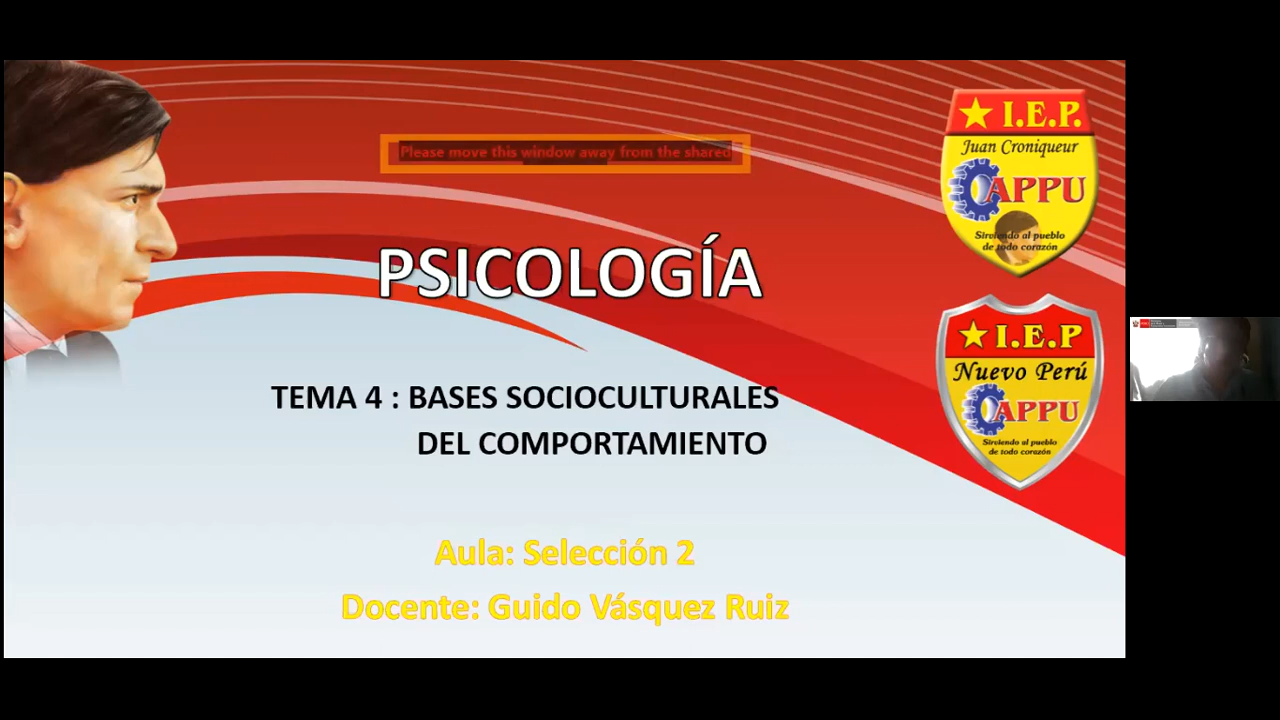 Please move this window away from the shared
PSICOLOGÍA
TEMA 4 : BASES SOCIOCULTURALES
DEL COMPORTAMIENTO
Aula: Selección 2
Docente: Guido Vásquez Ruiz
I.E.P.
Juan Croniqueur
CAPPU
Sirviendo al pueblo
de todo corazón
I.E.P
Nuevo Perú
CAPPU
Sirviendo al pueblo
de todo corazón